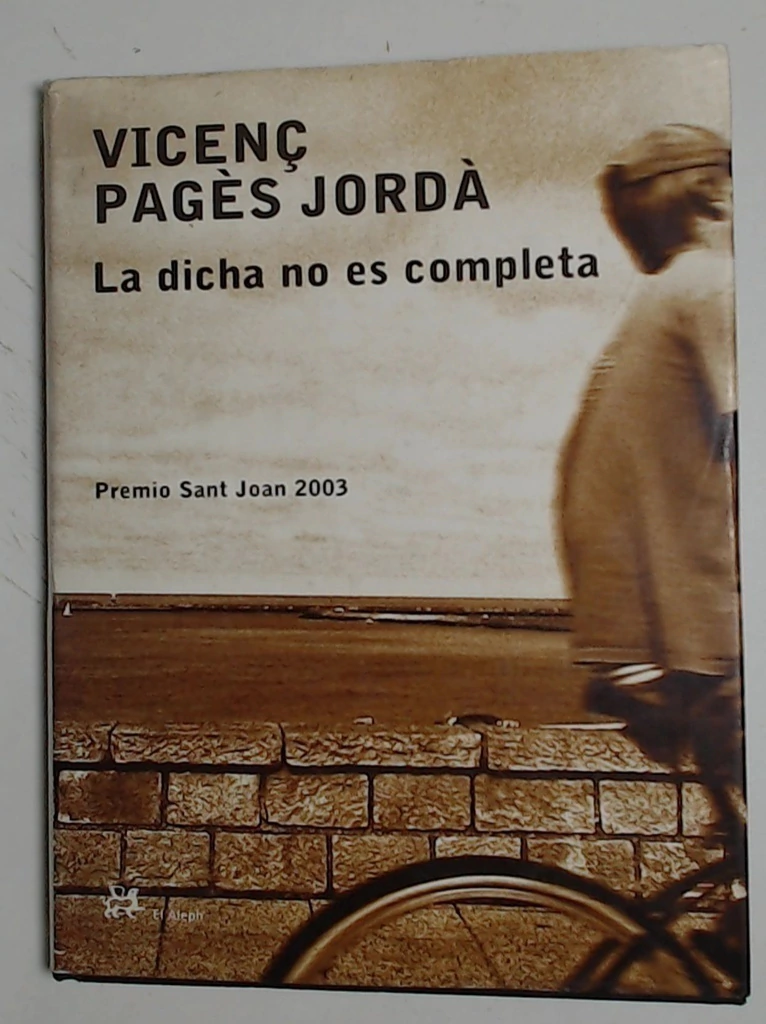 VICENÇ
PAGÈS JORDÀ
La dicha no es completa
Premio Sant Joan 2003
El Aleph